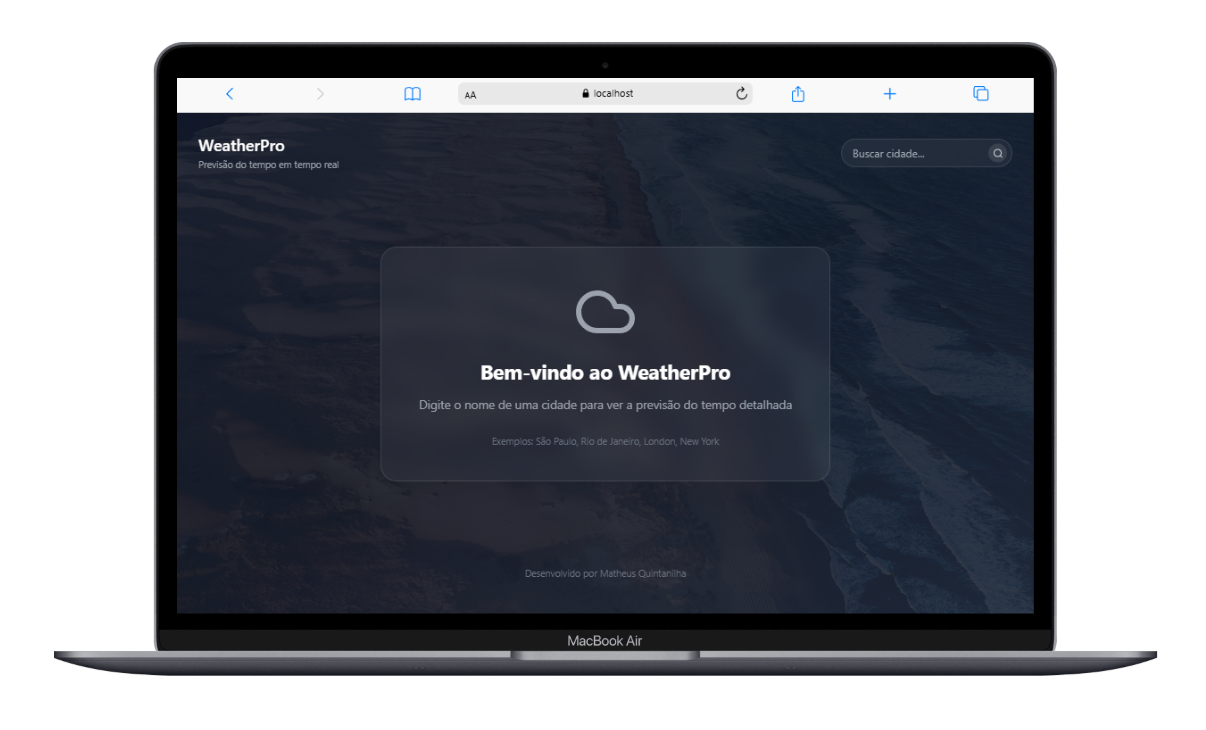 AA
localhost
WeatherPro
Previsão do tempo em tempo real
Buscar cidade...
Bem-vindo ao WeatherPro
Digite o nome de uma cidade para ver a previsão do tempo detalhada
Exemplos: São Paulo, Rio de Janeiro, London, New York
Desenvolvido por Matheus Quintanilha
MacBook Air